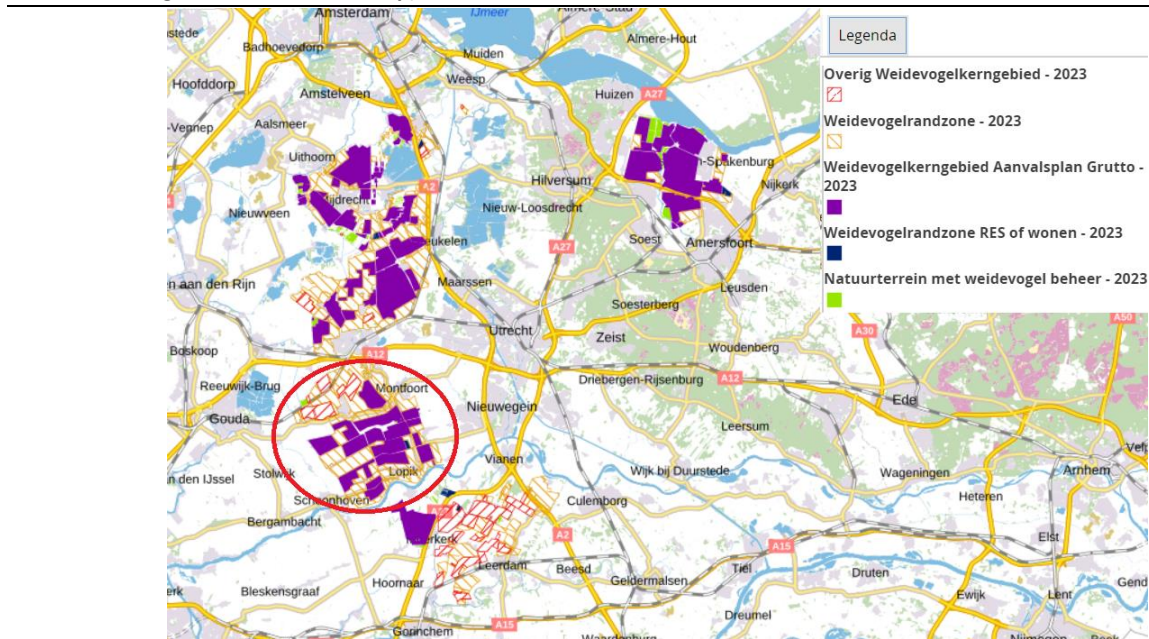 Amsterdam
IJmeer
Almere-Hout
Badhoevedorp
Muiden
Weesp
Hoofddorp
Amstelveen
Huizen
A27
Aalsmeer
Uithoorn
Hilversum
Nijkerk
A2
Nieuwveen
Nieuw-Loosdrecht
Soest
Amersfoort
A27
Maarssen
Leusden
Soesterberg
Utrecht
Zeist
Woudenberg
A30
A50
Boskoop
A12
Reeuwijk-Brug
Montfoort
Driebergen-Rijsenburg
A12
Gouda
Nieuwegein
Ede
Leersum
Stolwijk
Lopik
Vianen
Wijk bij Duurstede
Wageningen
Arnhem
Schoonhoven
Culemborg
Heteren
Bergambacht
A2
Elst
A15
Leerdam
Beesd
Tiel
Hoornaar
Geldermalsen
Druten
Bleskensgraaf
Ewijk
Lent
Dreumel
A15
Gorinchem
Legenda
Overig Weidevogelkerngebied - 2023
Weidevogelrandzone - 2023
Weidevogelkerngebied Aanvalsplan Grutto -
2023
Weidevogelrandzone RES of wonen - 2023
Natuurterrein met weidevogel beheer - 2023